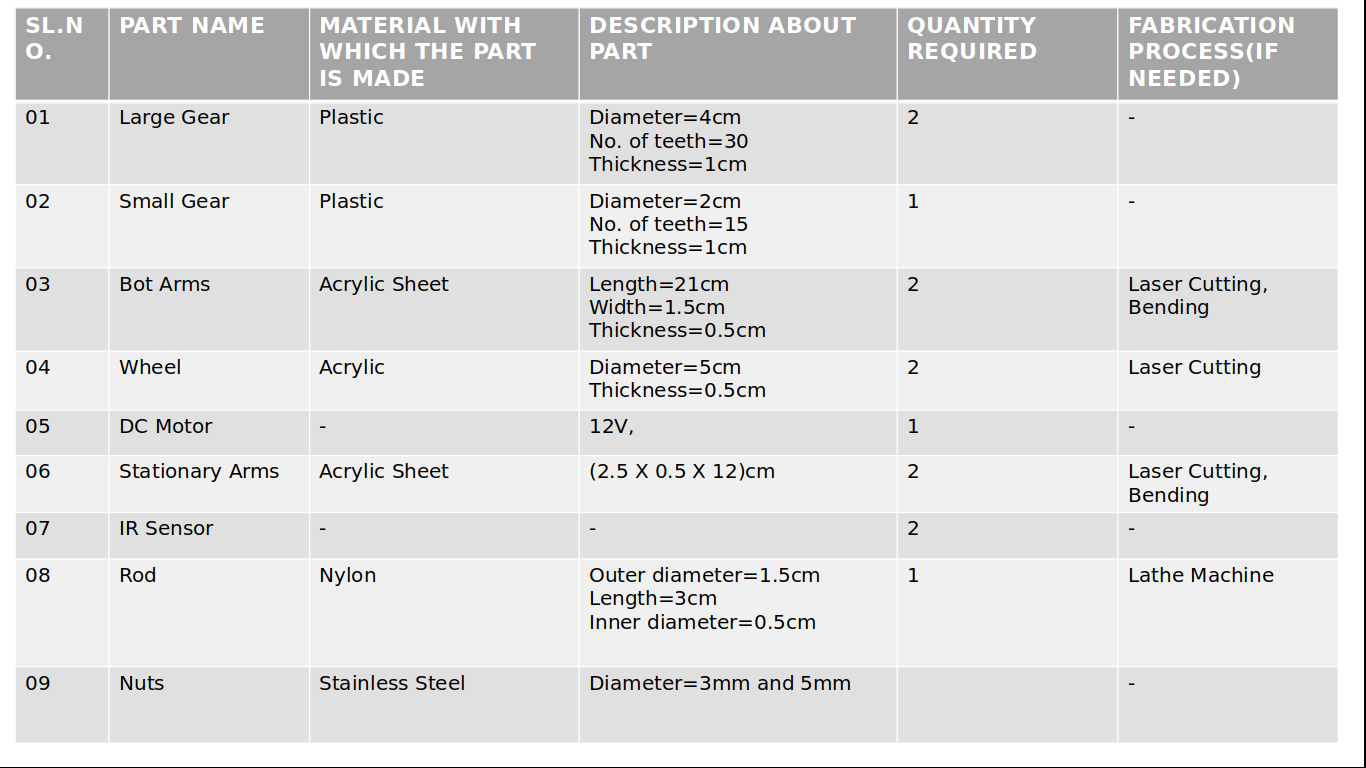 SL.N
O.
PART NAME
MATERIAL WITH
WHICH THE PART
IS MADE
DESCRIPTION ABOUT
PART
QUANTITY
REQUIRED
FABRICATION
PROCESS(IF
NEEDED)
01
Large Gear
Plastic
Diameter=4cm
No. of teeth=30
Thickness=1cm
2
-
02
Small Gear
Plastic
Diameter=2cm
No. of teeth=15
Thickness=1cm
1
-
03
Bot Arms
Acrylic Sheet
Length=21cm
Width=1.5cm
Thickness=0.5cm
2
Laser Cutting,
Bending
04
Wheel
Acrylic
Diameter=5cm
Thickness=0.5cm
2
Laser Cutting
05
DC Motor
-
12V,
1
-
06
Stationary Arms
Acrylic Sheet
(2.5 X 0.5 X 12)cm
2
Laser Cutting,
Bending
07
IR Sensor
-
-
2
-
08
Rod
Nylon
Outer diameter=1.5cm
Length=3cm
Inner diameter=0.5cm
1
Lathe Machine
09
Nuts
Stainless Steel
Diameter=3mm and 5mm
-